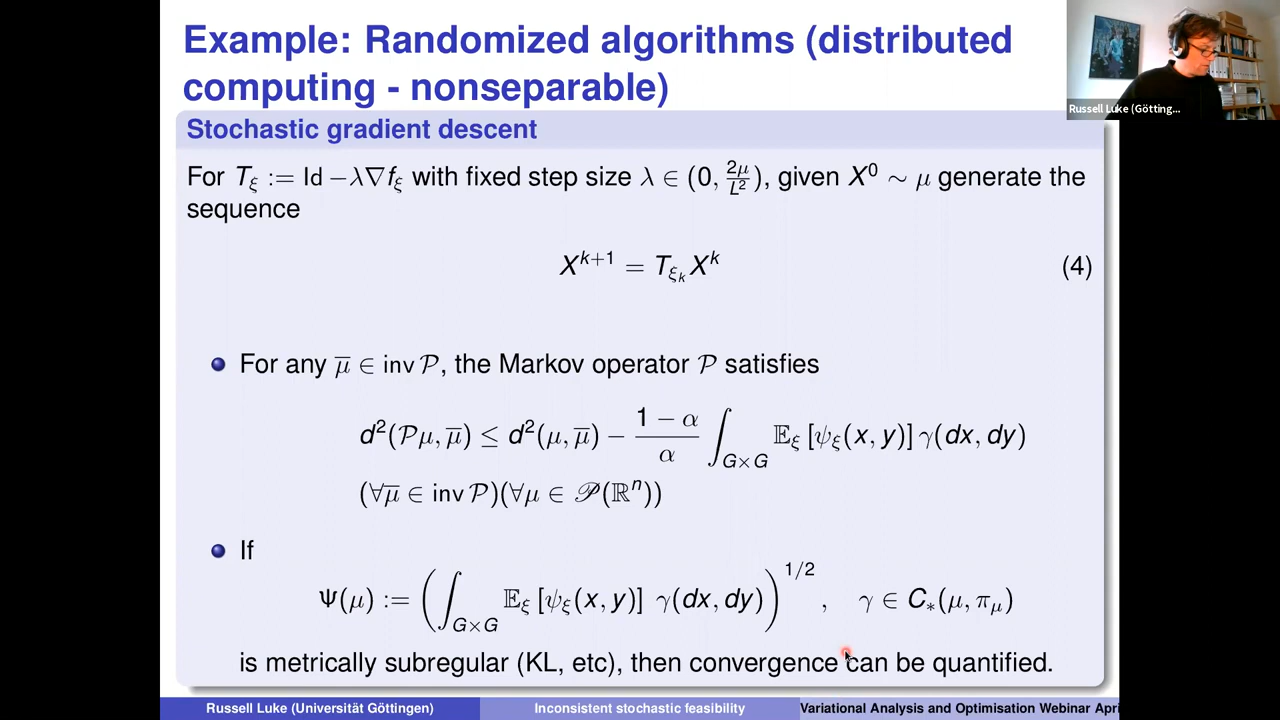 Example: Randomized algorithms (distributed
computing - nonseparable)
Russell Luke (Götting...
Stochastic gradient descent
For T_ξ := Id −λ∇f_ξ with fixed step size λ ∈ (0, 2μ/L²), given X⁰ ∼ μ generate the
sequence
X^{k+1} = T_{ξ_k} X^k (4)
For any μ̅ ∈ inv 𝒫, the Markov operator 𝒫 satisfies
d²(𝒫μ, μ̅) ≤ d²(μ, μ̅) − (1 − α)/α ∫_{G×G} 𝔼_ξ [ψ_ξ(x, y)] γ(dx, dy)
(∀μ̅ ∈ inv 𝒫)(∀μ ∈ 𝒫(ℝⁿ))
If
Ψ(μ) := (∫_{G×G} 𝔼_ξ [ψ_ξ(x, y)] γ(dx, dy))^{1/2}, γ ∈ C_*(μ, π_μ)
is metrically subregular (KL, etc), then convergence can be quantified.
Russell Luke (Universität Göttingen) Inconsistent stochastic feasibility Variational Analysis and Optimisation Webinar Apri